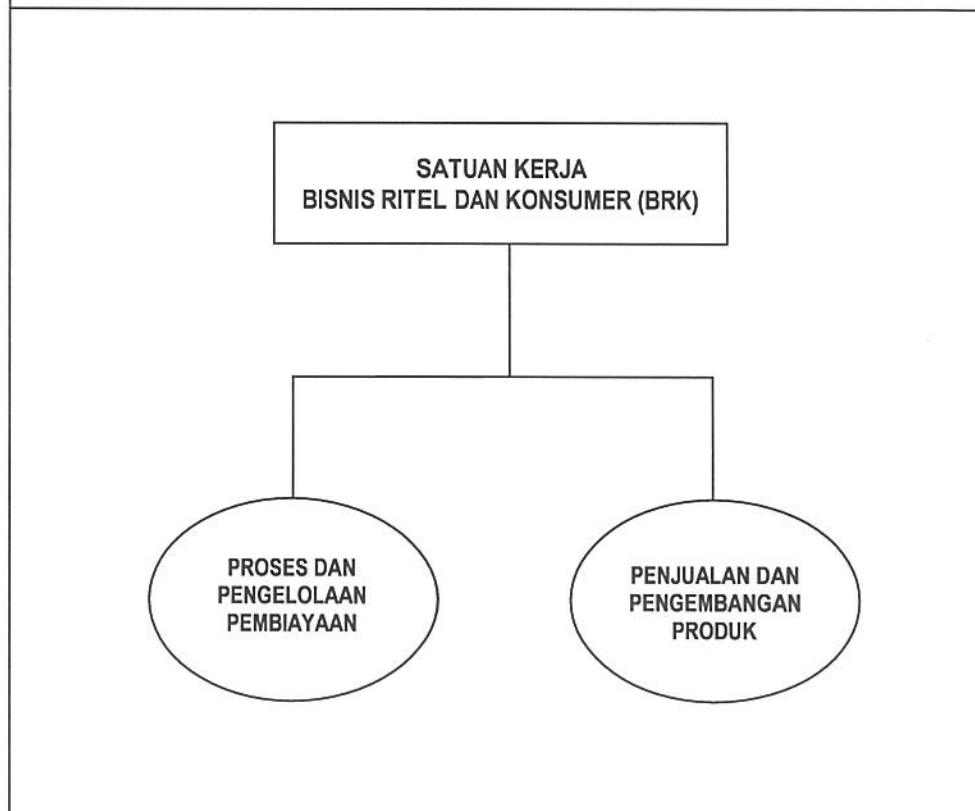 SATUAN KERJA
BISNIS RITEL DAN KONSUMER (BRK)
PROSES DAN
PENGELOLAAN
PEMBIAYAAN
PENJUALAN DAN
PENGEMBANGAN
PRODUK